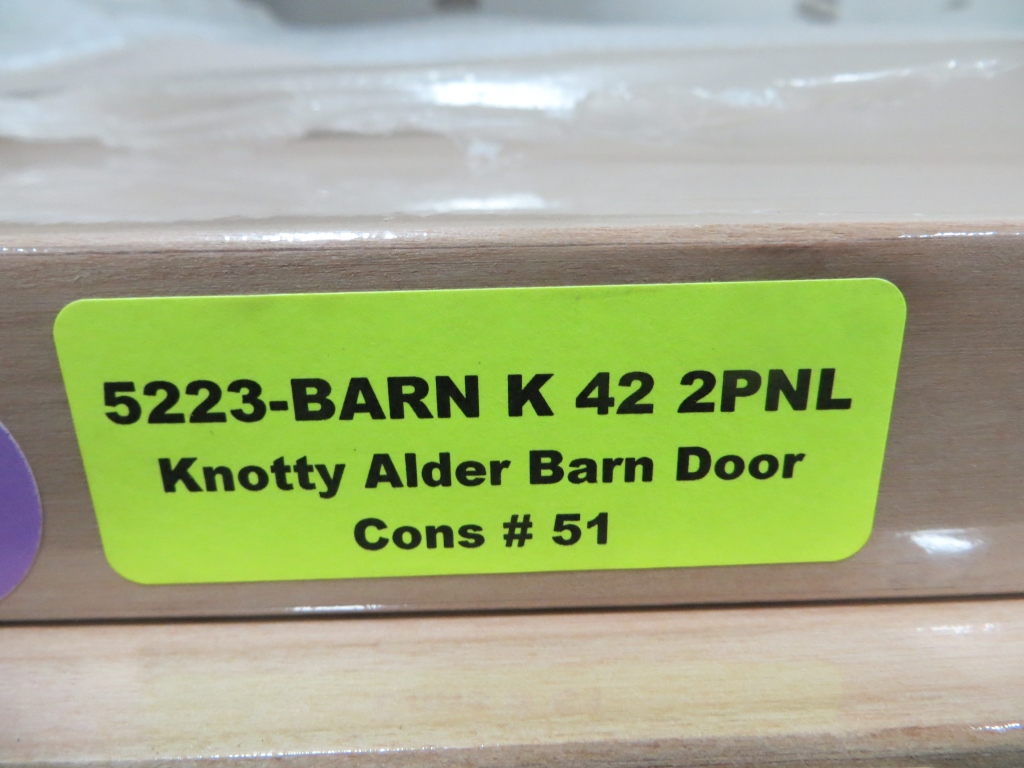 5223-BARN K 42 2PNL
Knotty Alder Barn Door
Cons # 51